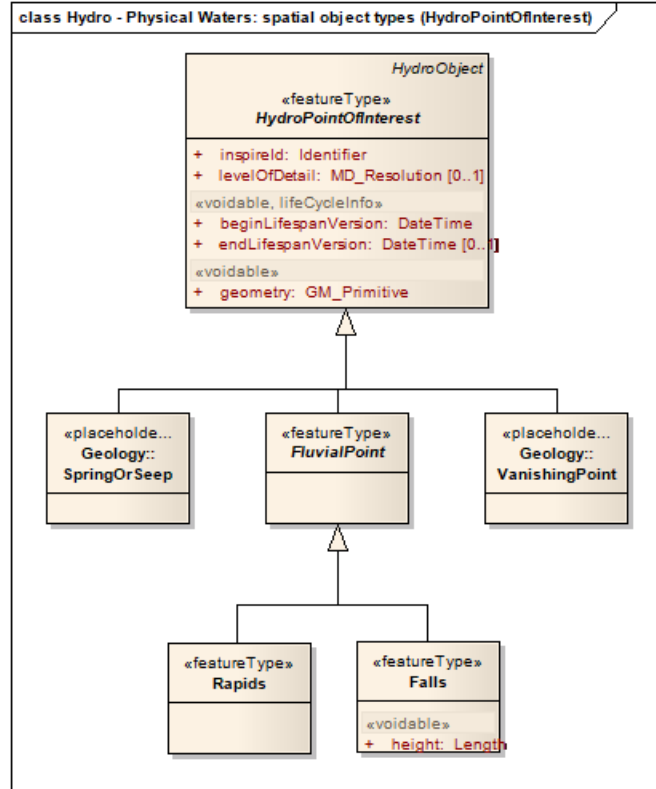 class Hydro - Physical Waters: spatial object types (HydroPointOfInterest)
HydroObject
«featureType»
HydroPointOfInterest
+ inspireId: Identifier
+ levelOfDetail: MD_Resolution [0..1]
«voidable, lifeCycleInfo»
+ beginLifespanVersion: DateTime
+ endLifespanVersion: DateTime [0..1]
«voidable»
+ geometry: GM_Primitive
«placeholde...
Geology::
SpringOrSeep
«featureType»
FluvialPoint
«placeholde...
Geology::
VanishingPoint
«featureType»
Rapids
«featureType»
Falls
«voidable»
+ height: Length